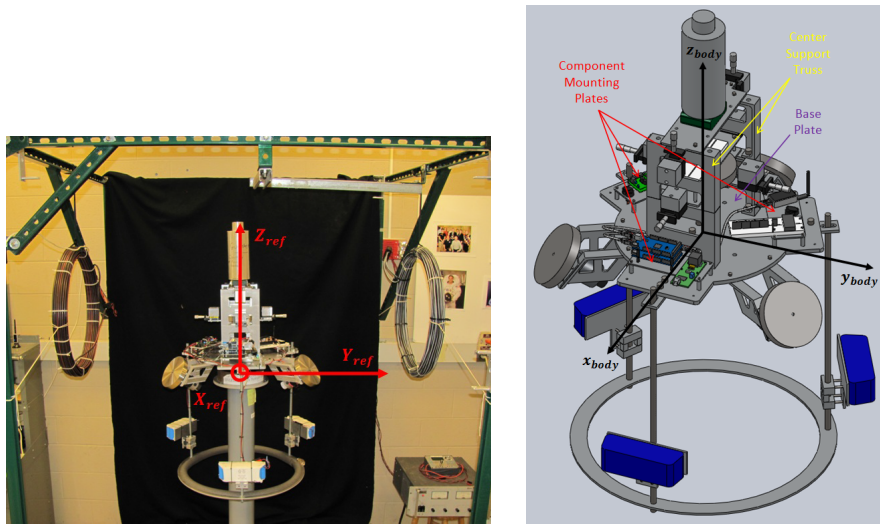 Z_ref
Y_ref
X_ref
z_body
Center
Support
Truss
Component
Mounting
Plates
Base
Plate
y_body
x_body